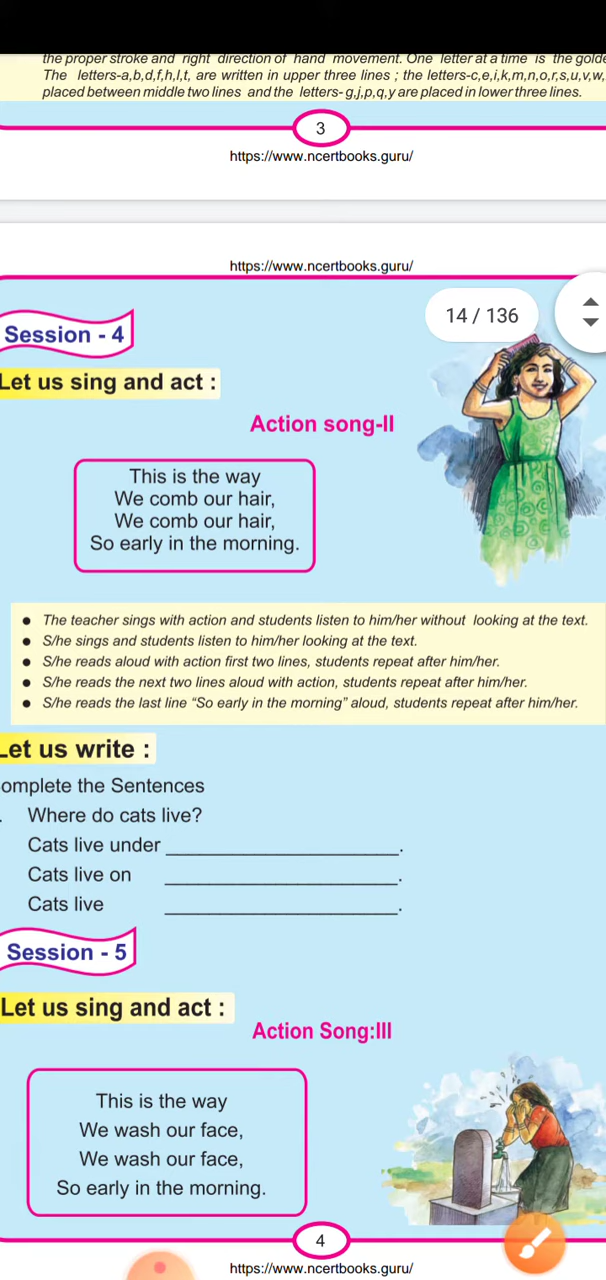 the proper stroke and right direction of hand movement. One letter at a time is the golde
The letters-a,b,d,f,h,l,t, are written in upper three lines ; the letters-c,e,i,k,m,n,o,r,s,u,v,w,
placed between middle two lines and the letters- g,j,p,q,y are placed in lower three lines.
3
https://www.ncertbooks.guru/
https://www.ncertbooks.guru/
14 / 136
Session - 4
Let us sing and act :
Action song-II
This is the way
We comb our hair,
We comb our hair,
So early in the morning.
• The teacher sings with action and students listen to him/her without looking at the text.
• S/he sings and students listen to him/her looking at the text.
• S/he reads aloud with action first two lines, students repeat after him/her.
• S/he reads the next two lines aloud with action, students repeat after him/her.
• S/he reads the last line “So early in the morning” aloud, students repeat after him/her.
Let us write :
omplete the Sentences
. Where do cats live?
Cats live under ______________________.
Cats live on ______________________.
Cats live ______________________.
Session - 5
Let us sing and act :
Action Song:III
This is the way
We wash our face,
We wash our face,
So early in the morning.
4
https://www.ncertbooks.guru/